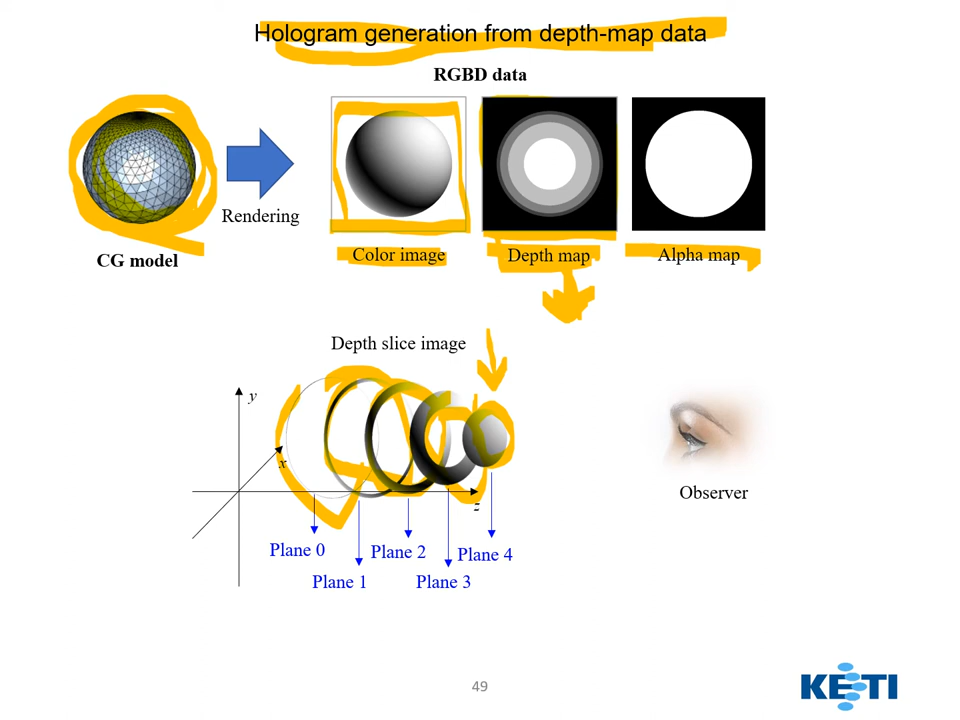 Hologram generation from depth-map data
RGBD data
Rendering
CG model
Color image
Depth map
Alpha map
Depth slice image
y
x
z
Observer
Plane 0
Plane 1
Plane 2
Plane 3
Plane 4
49
KETI